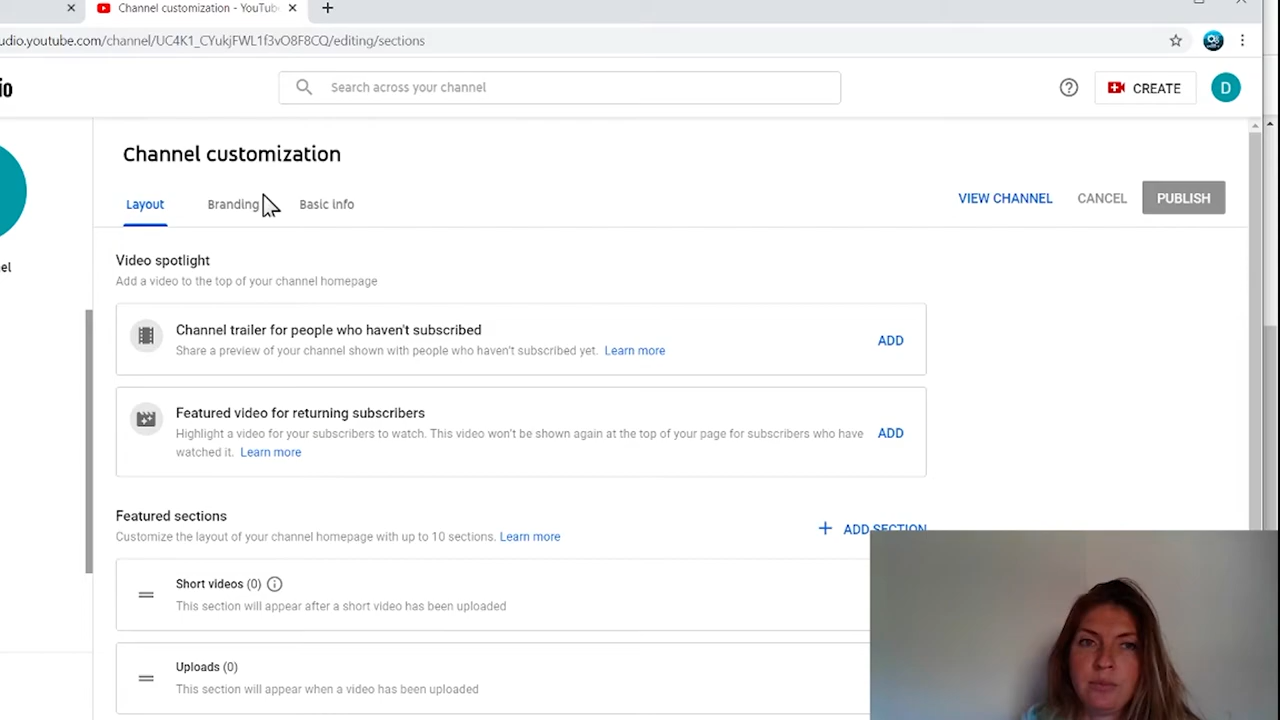 Channel customization - YouTube
udio.youtube.com/channel/UC4K1_CYukjFWL1f3vO8F8CQ/editing/sections
io
Search across your channel
CREATE
D
Channel customization
Layout
Branding
Basic info
VIEW CHANNEL
CANCEL
PUBLISH
el
Video spotlight
Add a video to the top of your channel homepage
Channel trailer for people who haven't subscribed
Share a preview of your channel shown with people who haven't subscribed yet. Learn more
ADD
Featured video for returning subscribers
Highlight a video for your subscribers to watch. This video won't be shown again at the top of your page for subscribers who have
watched it. Learn more
ADD
Featured sections
Customize the layout of your channel homepage with up to 10 sections. Learn more
+ ADD SECTION
Short videos (0)
This section will appear after a short video has been uploaded
Uploads (0)
This section will appear when a video has been uploaded